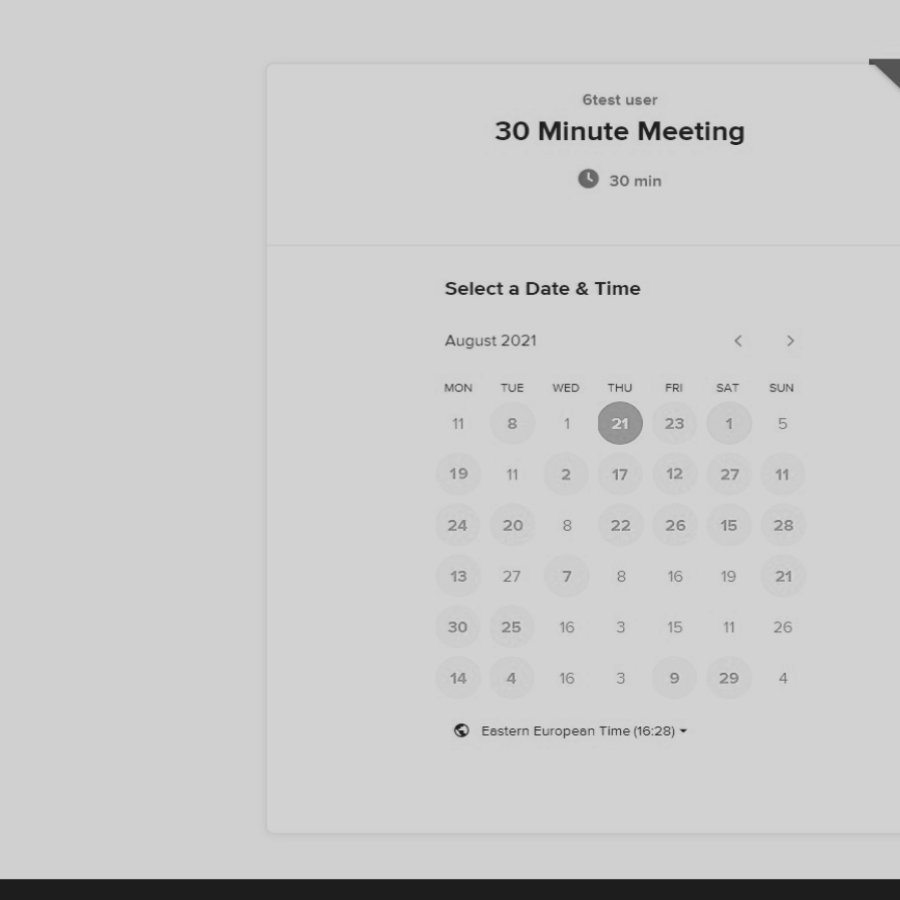 6test user
30 Minute Meeting
30 min
Select a Date & Time
August 2021
MON TUE WED THU FRI SAT SUN
11 8 1 21 23 1 5
19 11 2 17 12 27 11
24 20 8 22 26 15 28
13 27 7 8 16 19 21
30 25 16 3 15 11 26
14 4 16 3 9 29 4
Eastern European Time (16:28)